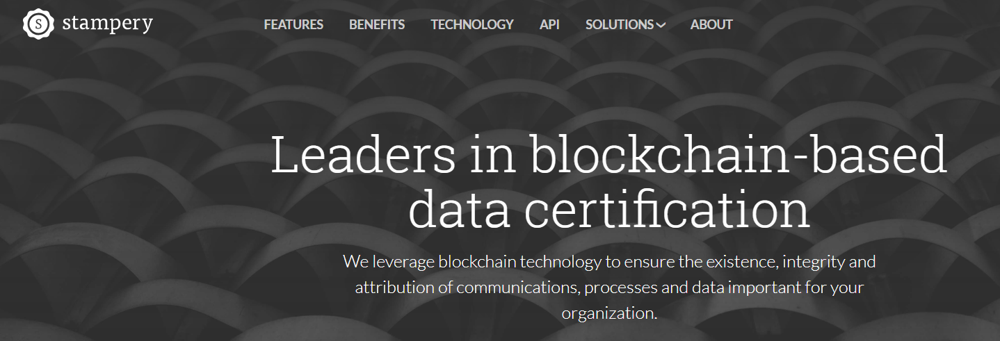 S stampery
FEATURES BENEFITS TECHNOLOGY API SOLUTIONS ABOUT
Leaders in blockchain-based
data certification
We leverage blockchain technology to ensure the existence, integrity and
attribution of communications, processes and data important for your
organization.